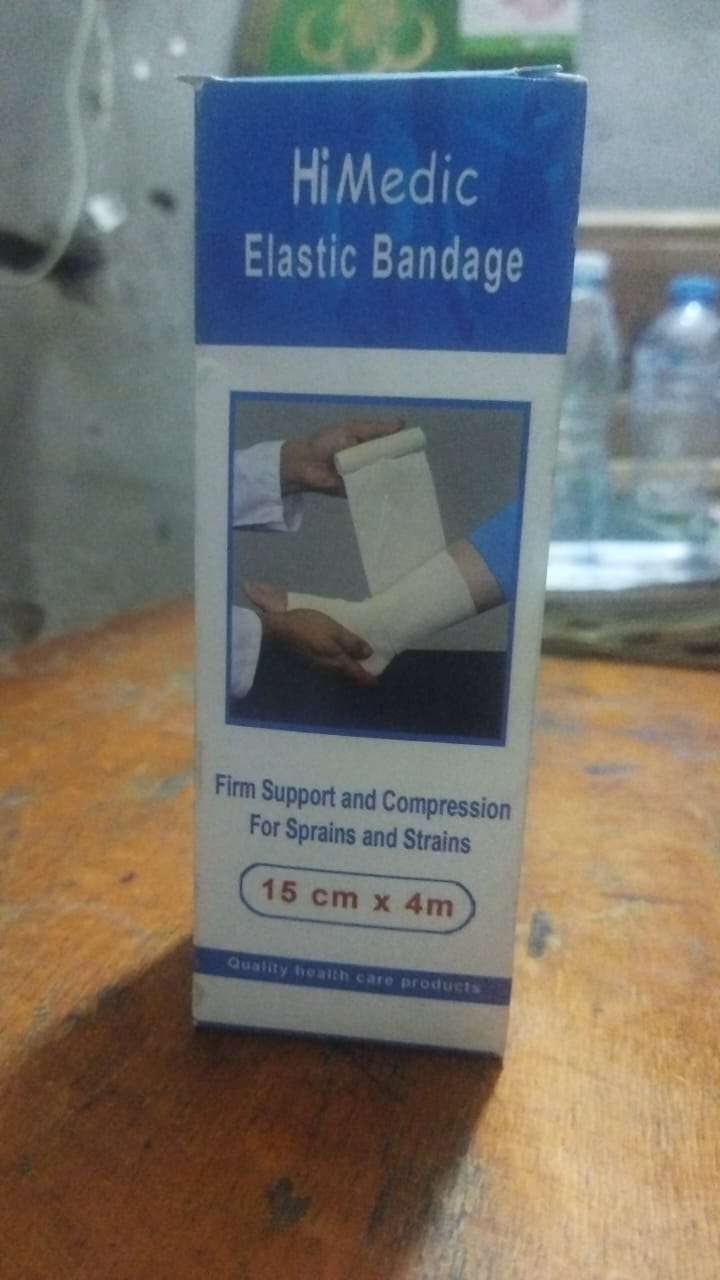 HiMedic
Elastic Bandage
Firm Support and Compression
For Sprains and Strains
15 cm x 4m
Quality health care products